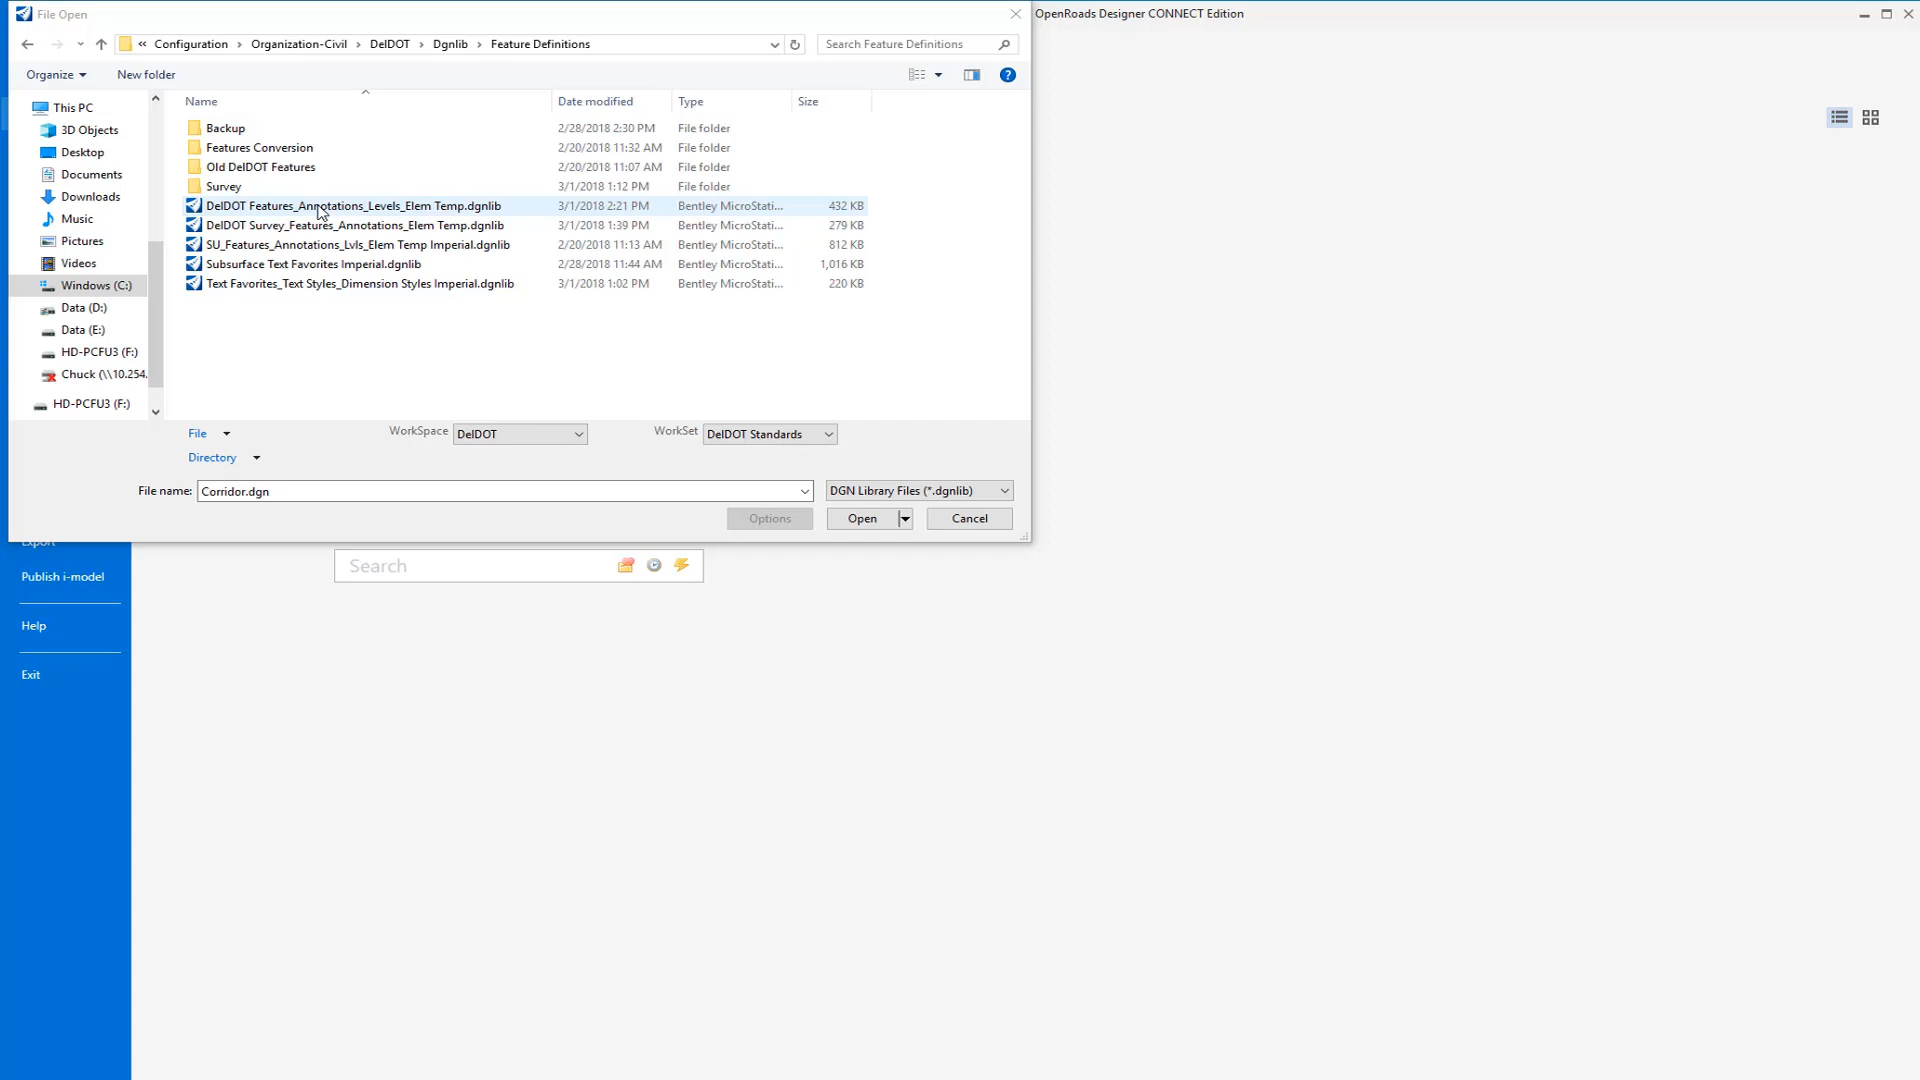 File Open
OpenRoads Designer CONNECT Edition
« Configuration › Organization-Civil › DelDOT › Dgnlib › Feature Definitions
Search Feature Definitions
Organize
New folder
Name
Date modified
Type
Size
This PC
3D Objects
Desktop
Documents
Downloads
Music
Pictures
Videos
Windows (C:)
Data (D:)
Data (E:)
HD-PCFU3 (F:)
Chuck (\\10.254.
HD-PCFU3 (F:)
Backup 2/28/2018 2:30 PM File folder
Features Conversion 2/20/2018 11:32 AM File folder
Old DelDOT Features 2/20/2018 11:07 AM File folder
Survey 3/1/2018 1:12 PM File folder
DelDOT Features_Annotations_Levels_Elem Temp.dgnlib 3/1/2018 2:21 PM Bentley MicroStati... 432 KB
DelDOT Survey_Features_Annotations_Elem Temp.dgnlib 3/1/2018 1:39 PM Bentley MicroStati... 279 KB
SU_Features_Annotations_Lvls_Elem Temp Imperial.dgnlib 2/20/2018 11:13 AM Bentley MicroStati... 812 KB
Subsurface Text Favorites Imperial.dgnlib 2/28/2018 11:44 AM Bentley MicroStati... 1,016 KB
Text Favorites_Text Styles_Dimension Styles Imperial.dgnlib 3/1/2018 1:02 PM Bentley MicroStati... 220 KB
File
WorkSpace DelDOT
WorkSet DelDOT Standards
Directory
File name: Corridor.dgn
DGN Library Files (*.dgnlib)
Options
Open
Cancel
Export
Search
Publish i-model
Help
Exit